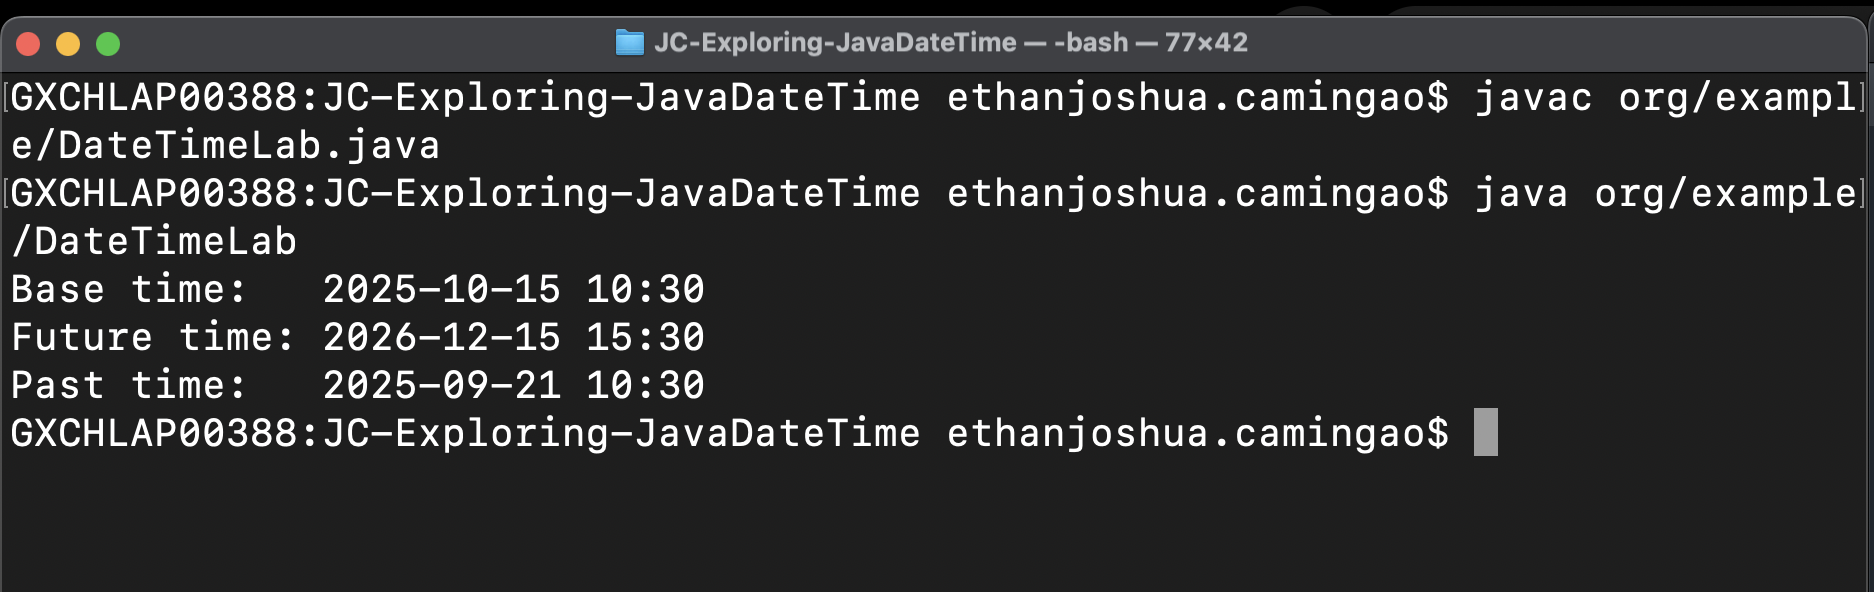 JC-Exploring-JavaDateTime — -bash — 77×42
[GXCHLAP00388:JC-Exploring-JavaDateTime ethanjoshua.camingao$ javac org/exampl]
e/DateTimeLab.java
[GXCHLAP00388:JC-Exploring-JavaDateTime ethanjoshua.camingao$ java org/example]
/DateTimeLab
Base time:   2025-10-15 10:30
Future time: 2026-12-15 15:30
Past time:   2025-09-21 10:30
GXCHLAP00388:JC-Exploring-JavaDateTime ethanjoshua.camingao$